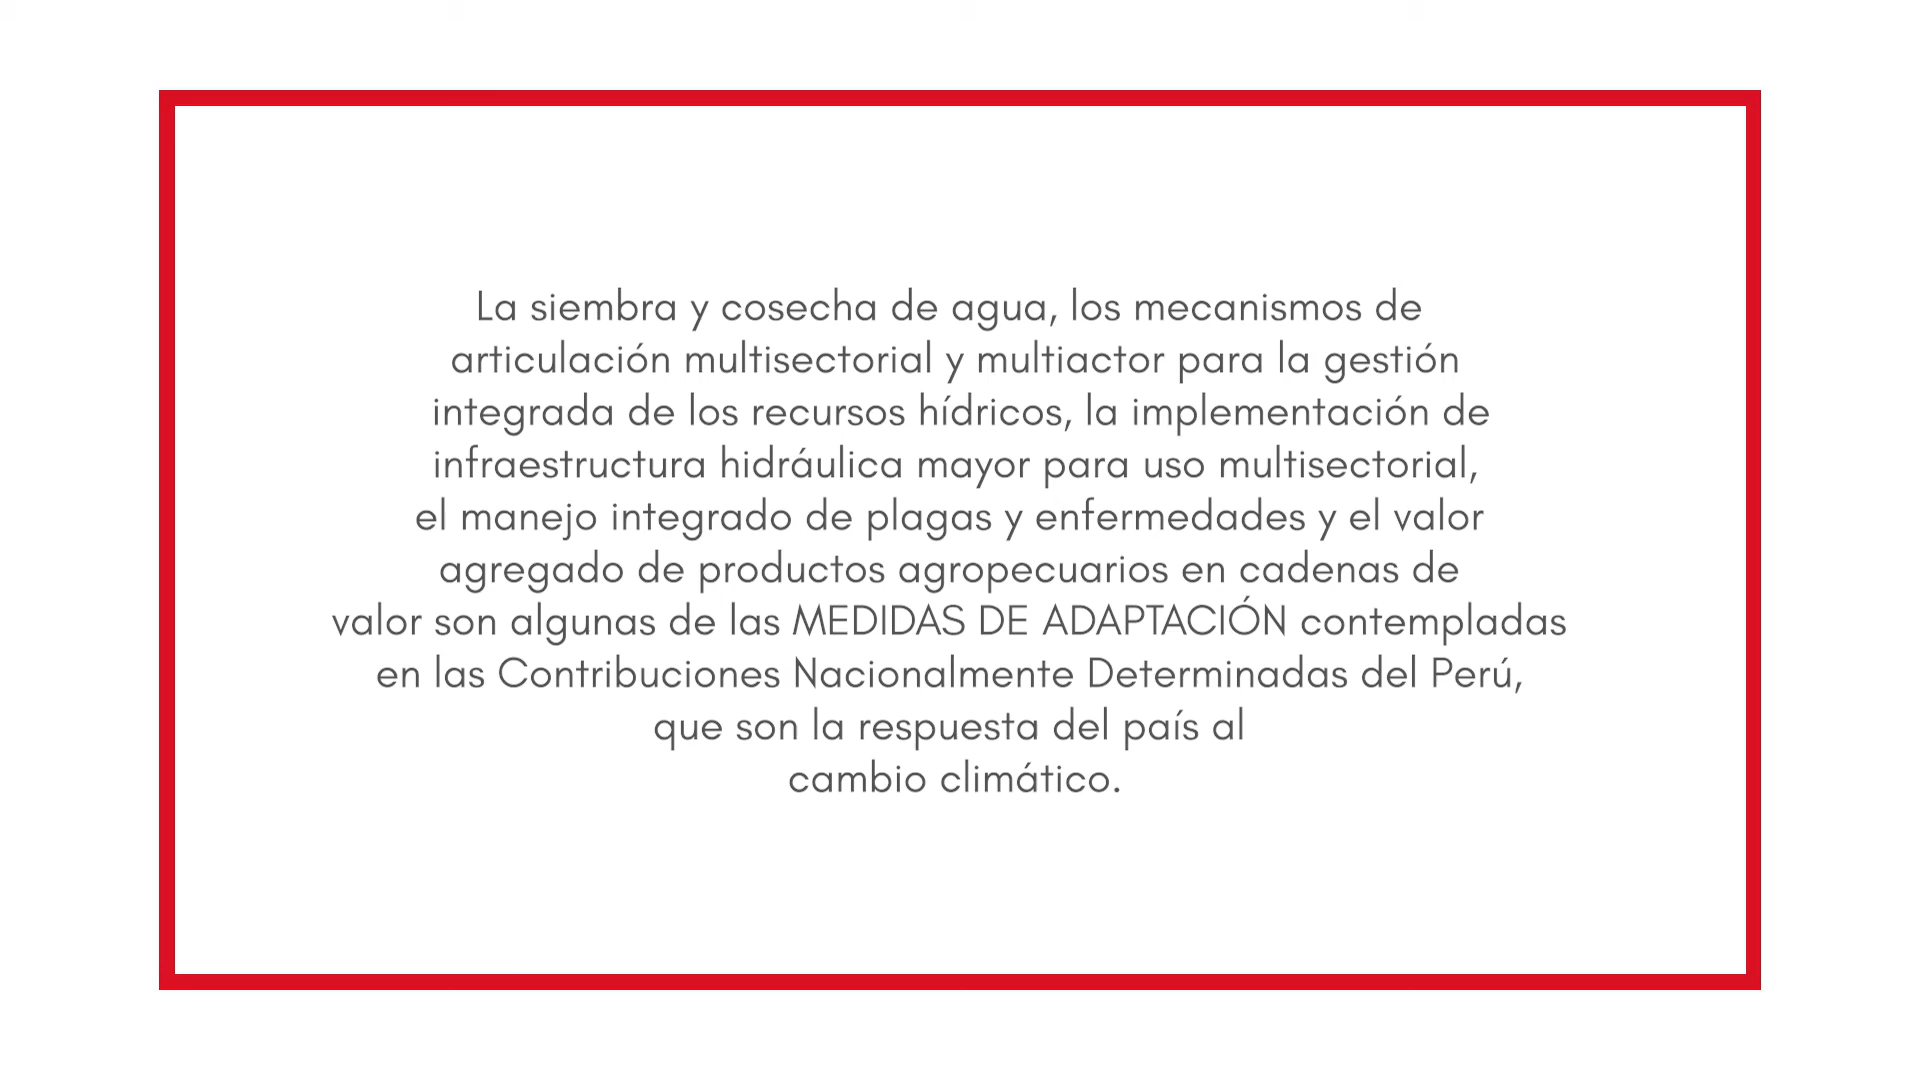 La siembra y cosecha de agua, los mecanismos de
articulación multisectorial y multiactor para la gestión
integrada de los recursos hídricos, la implementación de
infraestructura hidráulica mayor para uso multisectorial,
el manejo integrado de plagas y enfermedades y el valor
agregado de productos agropecuarios en cadenas de
valor son algunas de las MEDIDAS DE ADAPTACIÓN contempladas
en las Contribuciones Nacionalmente Determinadas del Perú,
que son la respuesta del país al
cambio climático.